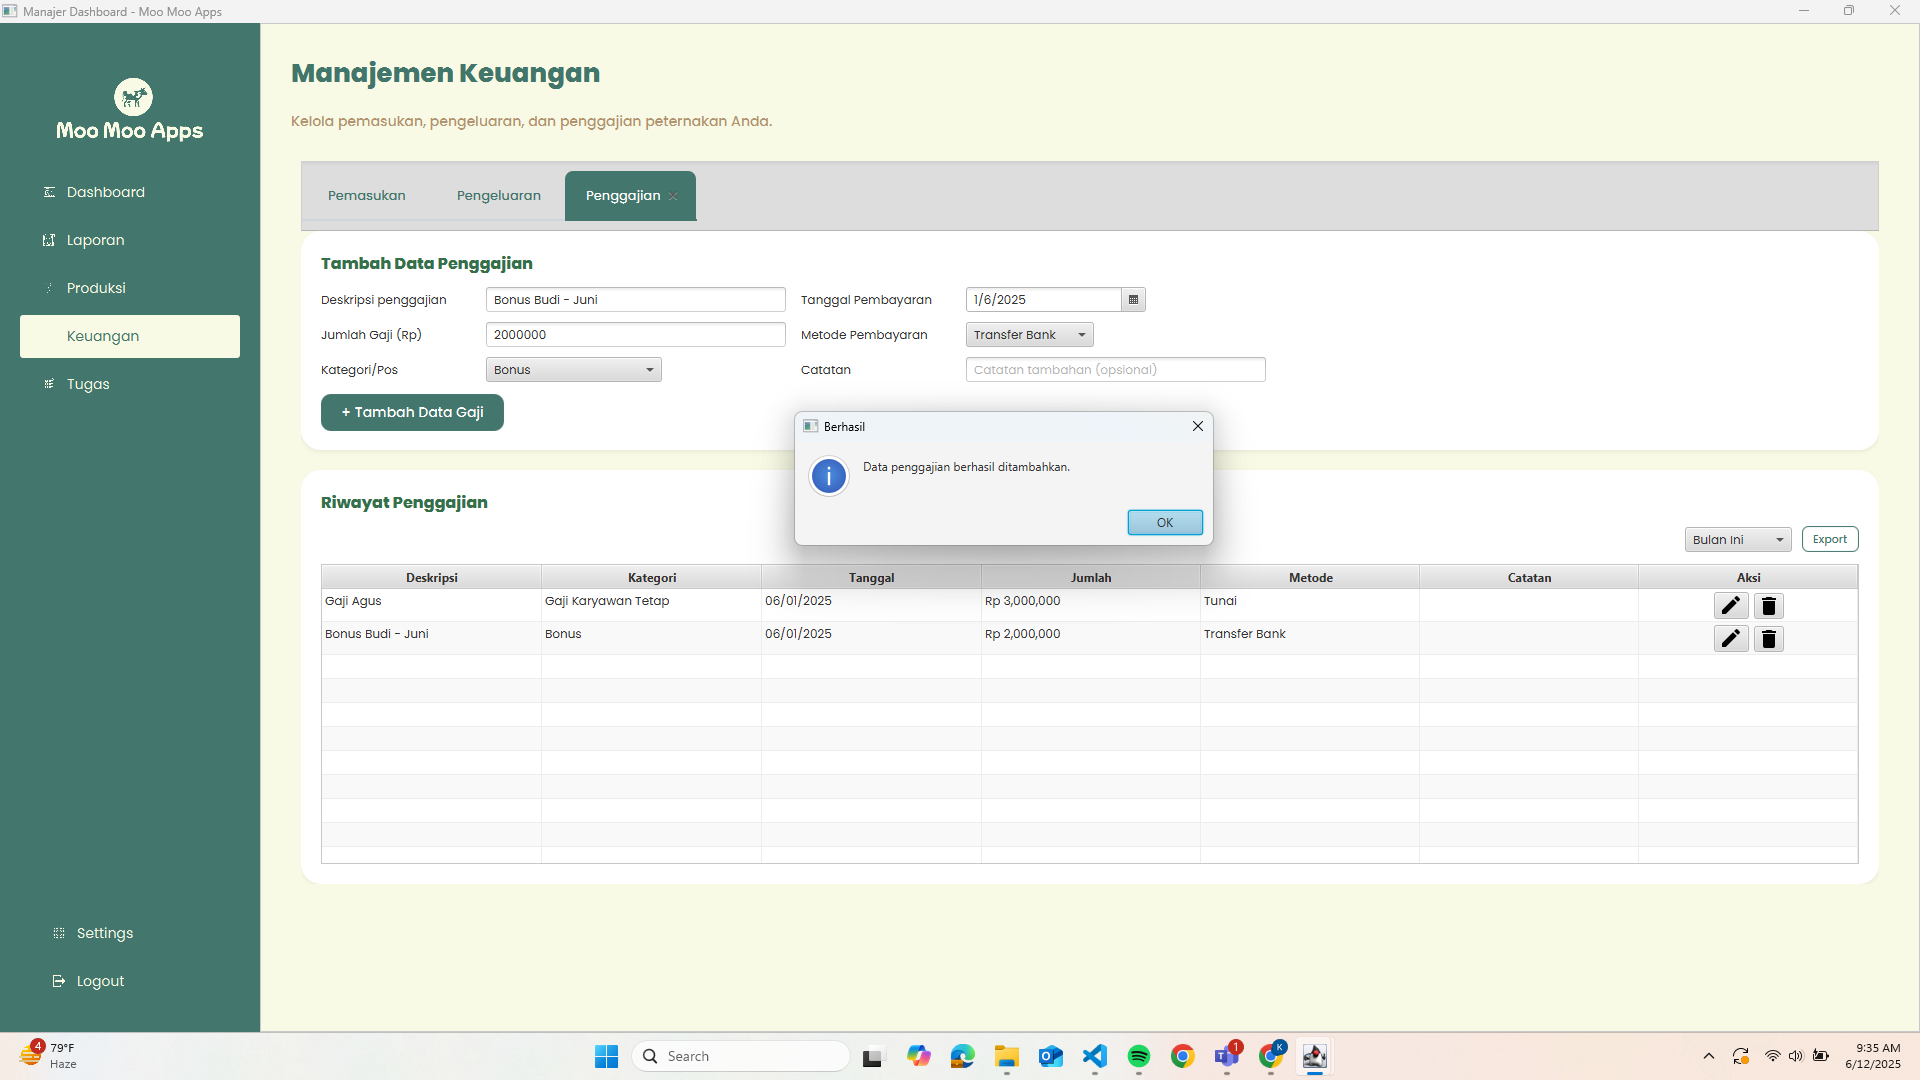 Manajer Dashboard - Moo Moo Apps
Moo Moo Apps
Dashboard
Laporan
Produksi
Keuangan
Tugas
Settings
Logout
Manajemen Keuangan
Kelola pemasukan, pengeluaran, dan penggajian peternakan Anda.
Pemasukan Pengeluaran Penggajian
Tambah Data Penggajian
Deskripsi penggajian Bonus Budi - Juni Tanggal Pembayaran 1/6/2025
Jumlah Gaji (Rp) 2000000 Metode Pembayaran Transfer Bank
Kategori/Pos Bonus Catatan Catatan tambahan (opsional)
+ Tambah Data Gaji
Berhasil
Data penggajian berhasil ditambahkan.
OK
Riwayat Penggajian
Bulan Ini Export
Deskripsi Kategori Tanggal Jumlah Metode Catatan Aksi
Gaji Agus Gaji Karyawan Tetap 06/01/2025 Rp 3,000,000 Tunai
Bonus Budi - Juni Bonus 06/01/2025 Rp 2,000,000 Transfer Bank
4 79°F
Haze
Search
1
K
9:35 AM
6/12/2025